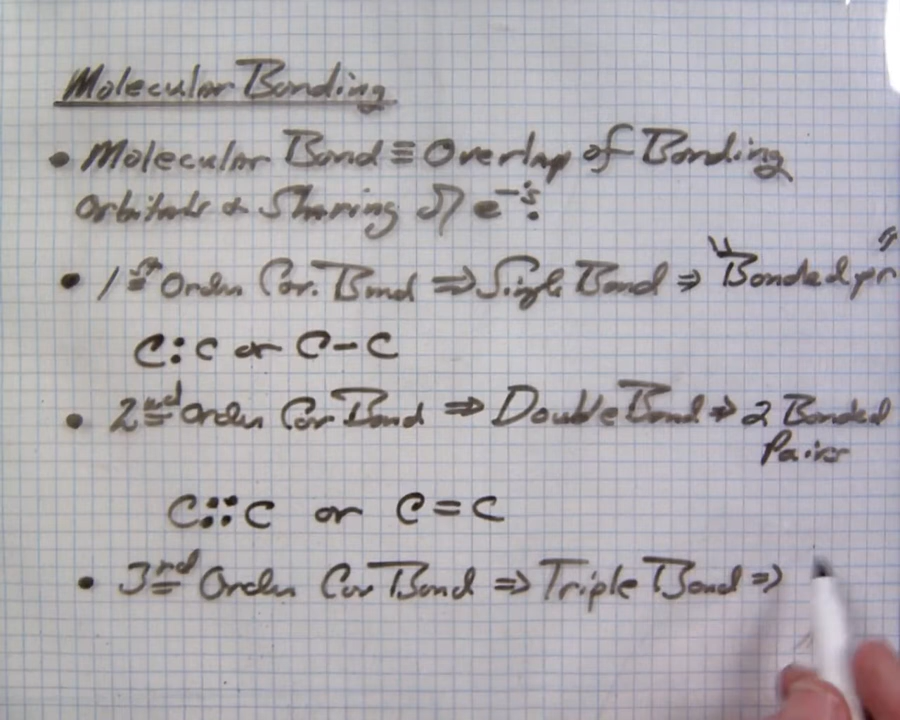 Molecular Bonding
• Molecular Bond ≡ Overlap of Bonding
Orbitals & Sharing of e⁻'s.
• 1st Order Cov. Bond ⇒ Single Bond ⇒ "Bonded pr"
C:C or C-C
• 2nd Order Cov Bond ⇒ Double Bond ⇒ 2 Bonded
Pairs
C::C or C=C
• 3rd Order Cov Bond ⇒ Triple Bond ⇒